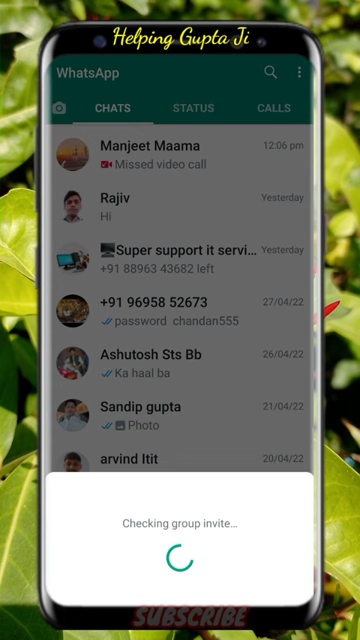 Helping Gupta Ji
WhatsApp
CHATS
STATUS
CALLS
Manjeet Maama
12:06 pm
Missed video call
Rajiv
Yesterday
Hi
Super support it servi...
Yesterday
+91 88963 43682 left
+91 96958 52673
27/04/22
password chandan555
Ashutosh Sts Bb
26/04/22
Ka haal ba
Sandip gupta
21/04/22
Photo
arvind Itit
20/04/22
Checking group invite...
SUBSCRIBE